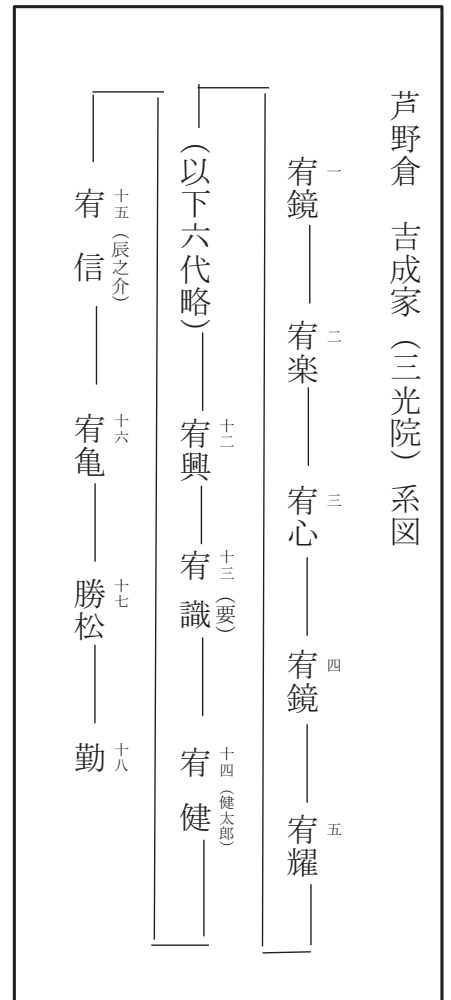 芦野倉　吉成家（三光院）系図
一 宥鏡 二 宥楽 三 宥心 四 宥鏡 五 宥耀
（以下六代略） 十二 宥興 十三 宥識（要） 十四 宥健（健太郎）
十五 宥信（辰之介） 十六 宥亀 十七 勝松 十八 勤